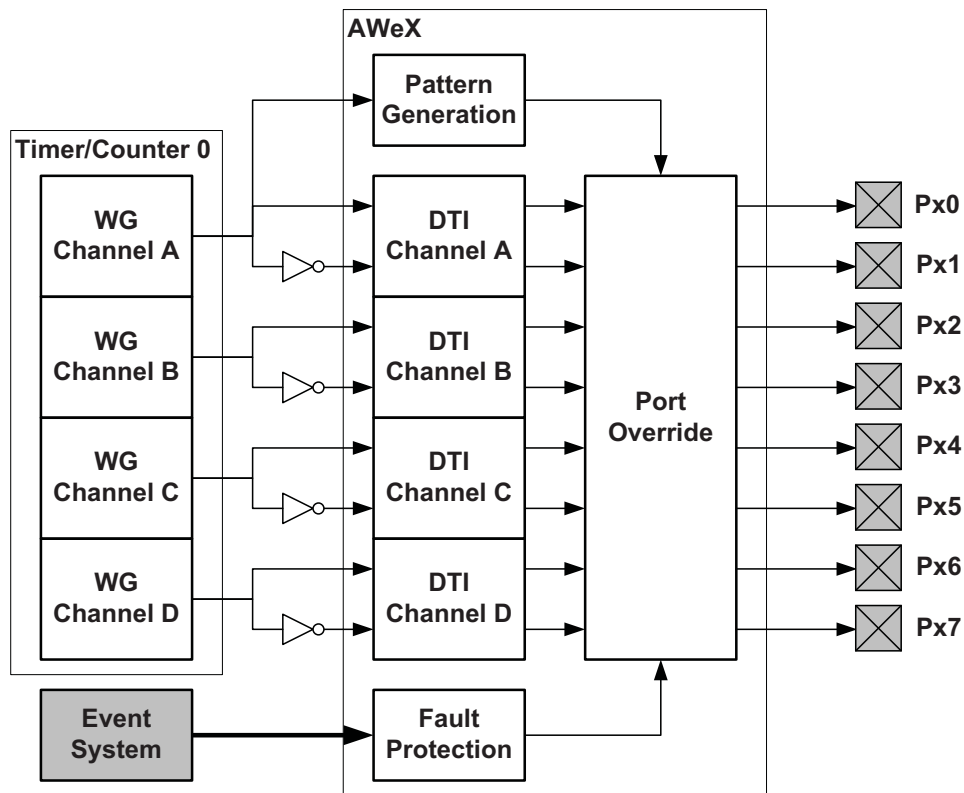 AWeX
Pattern
Generation
Timer/Counter 0
WG
Channel A
DTI
Channel A
Px0
Px1
WG
Channel B
DTI
Channel B
Px2
Px3
Port
Override
WG
Channel C
DTI
Channel C
Px4
Px5
WG
Channel D
DTI
Channel D
Px6
Px7
Event
System
Fault
Protection